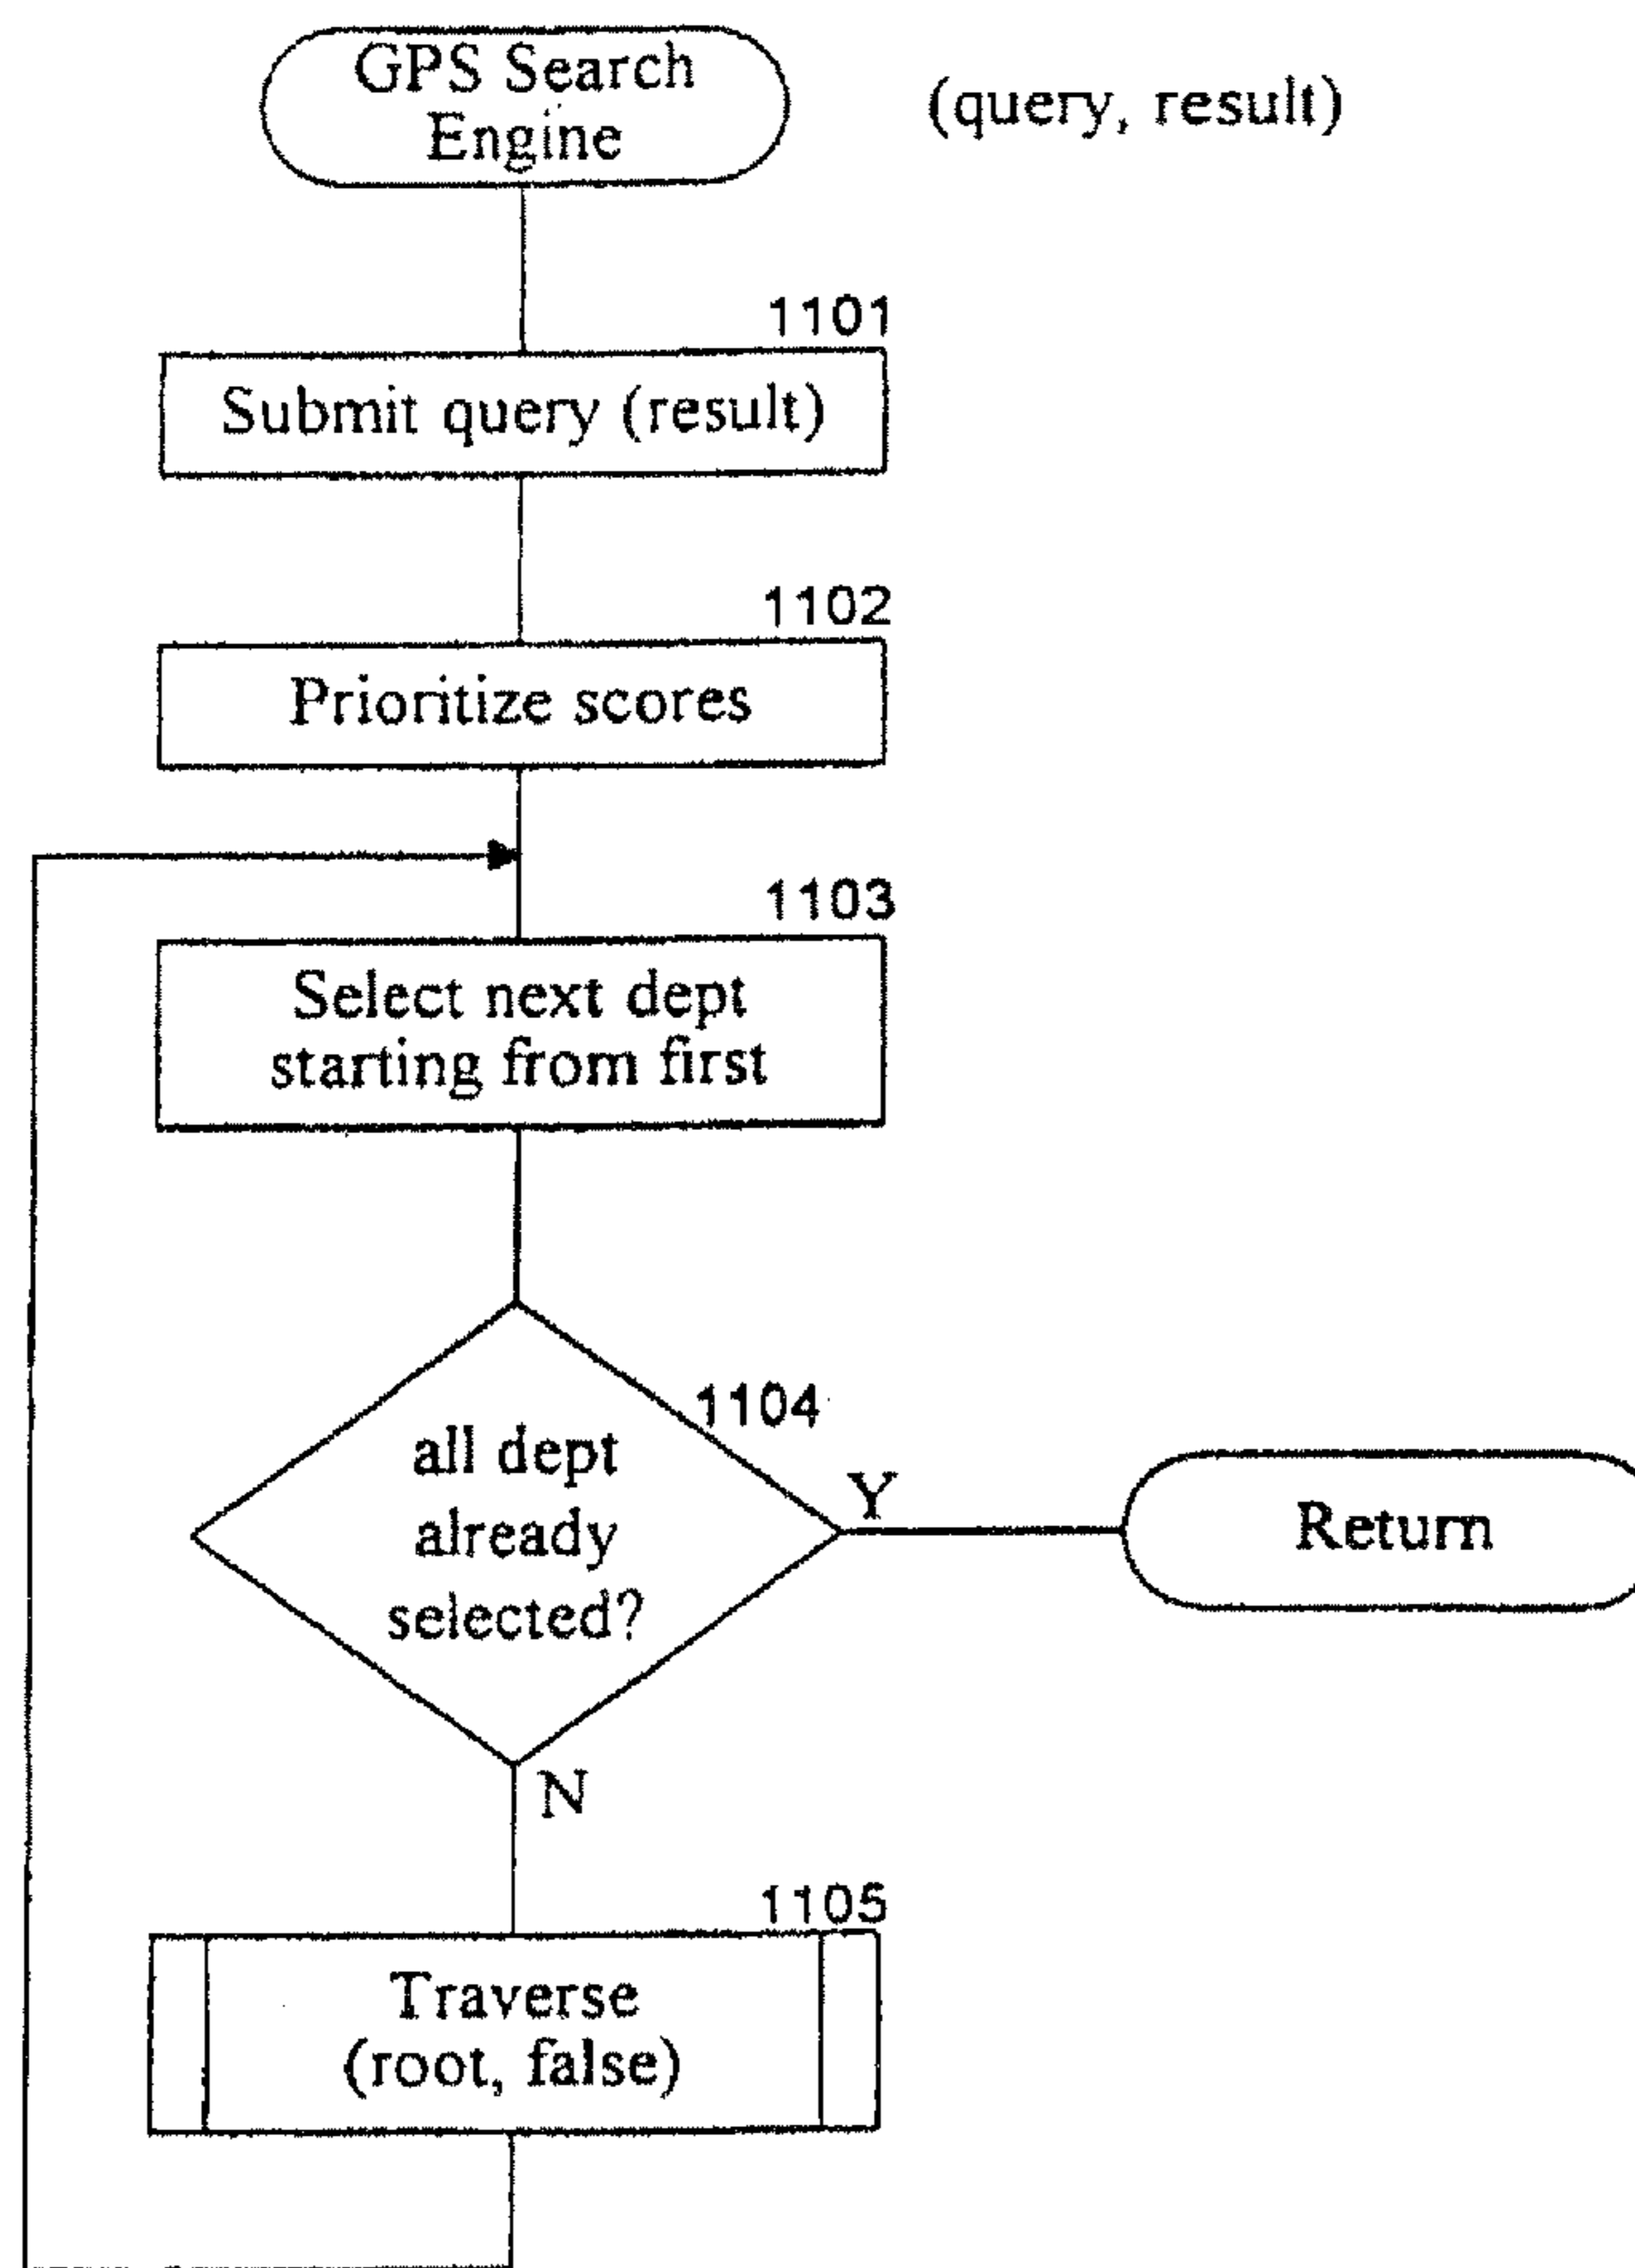 GPS Search
Engine
(query, result)
1101
Submit query (result)
1102
Prioritize scores
1103
Select next dept
starting from first
1104
all dept
already
selected?
Y
Return
N
1105
Traverse
(root, false)